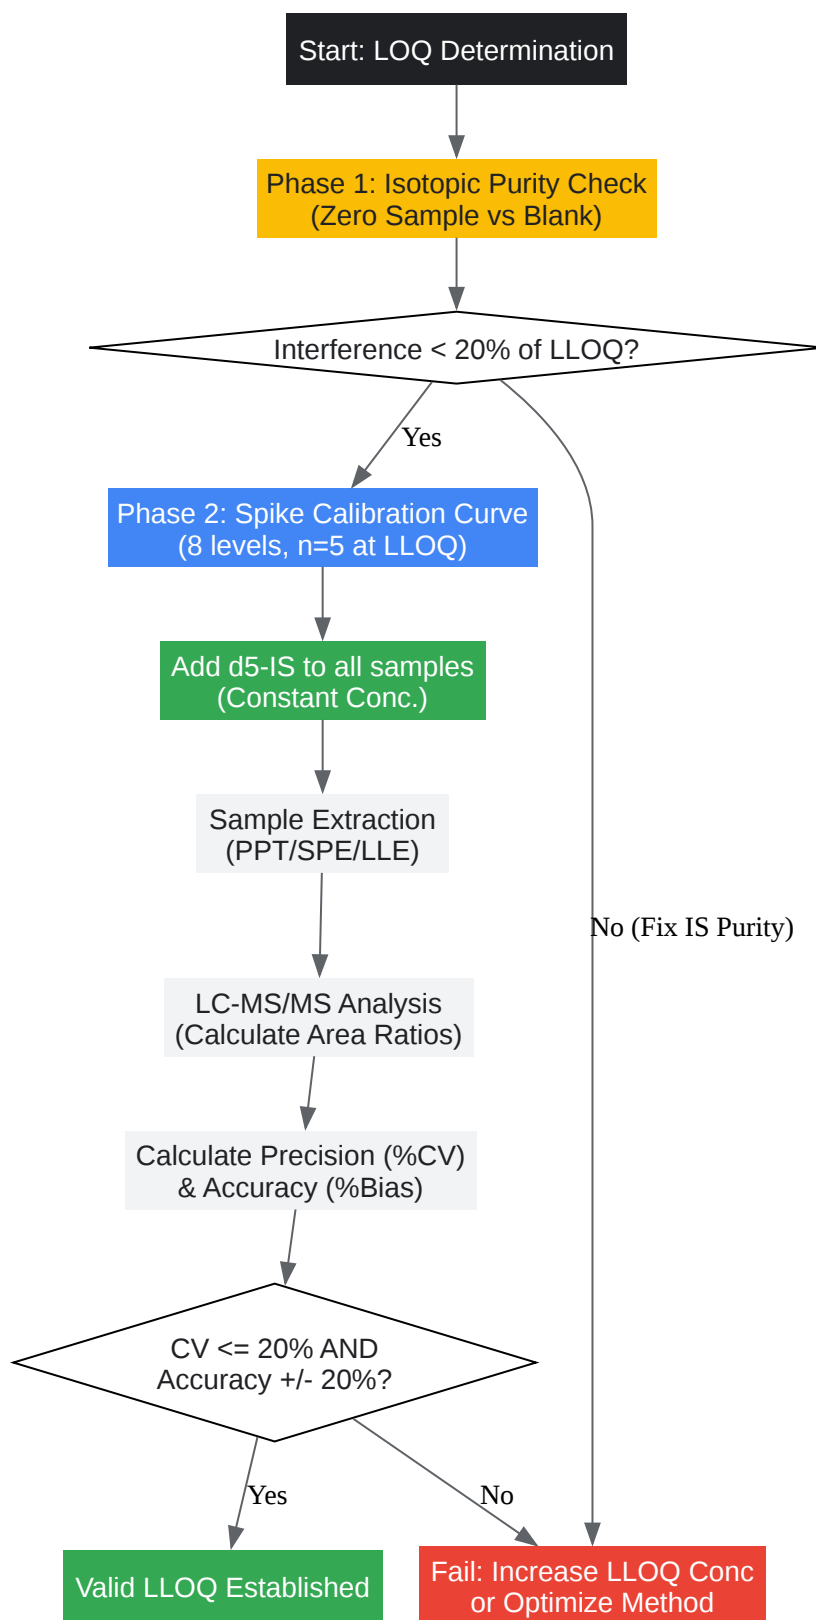 Start: LOQ Determination
Phase 1: Isotopic Purity Check
(Zero Sample vs Blank)
Interference < 20% of LLOQ?
Yes
Phase 2: Spike Calibration Curve
(8 levels, n=5 at LLOQ)
Add d5-IS to all samples
(Constant Conc.)
Sample Extraction
(PPT/SPE/LLE)
No (Fix IS Purity)
LC-MS/MS Analysis
(Calculate Area Ratios)
Calculate Precision (%CV)
& Accuracy (%Bias)
CV <= 20% AND
Accuracy +/- 20%?
Yes
No
Valid LLOQ Established
Fail: Increase LLOQ Conc
or Optimize Method